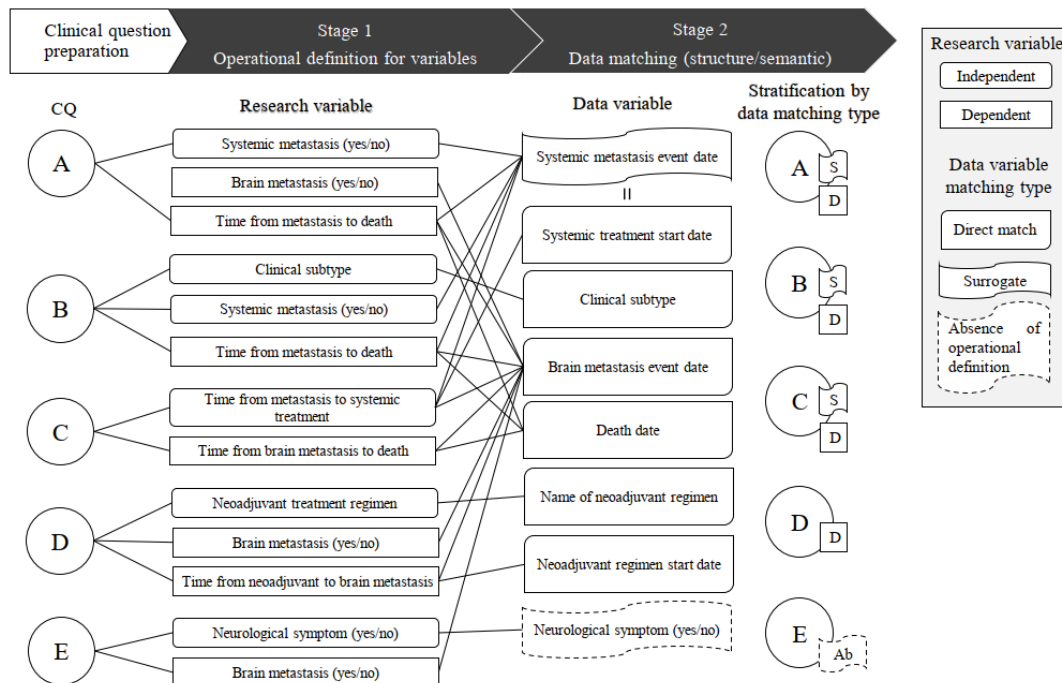 Clinical question
preparation
Stage 1
Operational definition for variables
Stage 2
Data matching (structure/semantic)
CQ
Research variable
Data variable
Stratification by
data matching type
A
Systemic metastasis (yes/no)
Brain metastasis (yes/no)
Time from metastasis to death
B
Clinical subtype
Systemic metastasis (yes/no)
Time from metastasis to death
C
Time from metastasis to systemic
treatment
Time from brain metastasis to death
D
Neoadjuvant treatment regimen
Brain metastasis (yes/no)
Time from neoadjuvant to brain metastasis
E
Neurological symptom (yes/no)
Brain metastasis (yes/no)
Systemic metastasis event date
=
Systemic treatment start date
Clinical subtype
Brain metastasis event date
Death date
Name of neoadjuvant regimen
Neoadjuvant regimen start date
Neurological symptom (yes/no)
A
S
D
B
S
D
C
S
D
D
D
E
Ab
Research variable
Independent
Dependent
Data variable
matching type
Direct match
Surrogate
Absence of
operational
definition